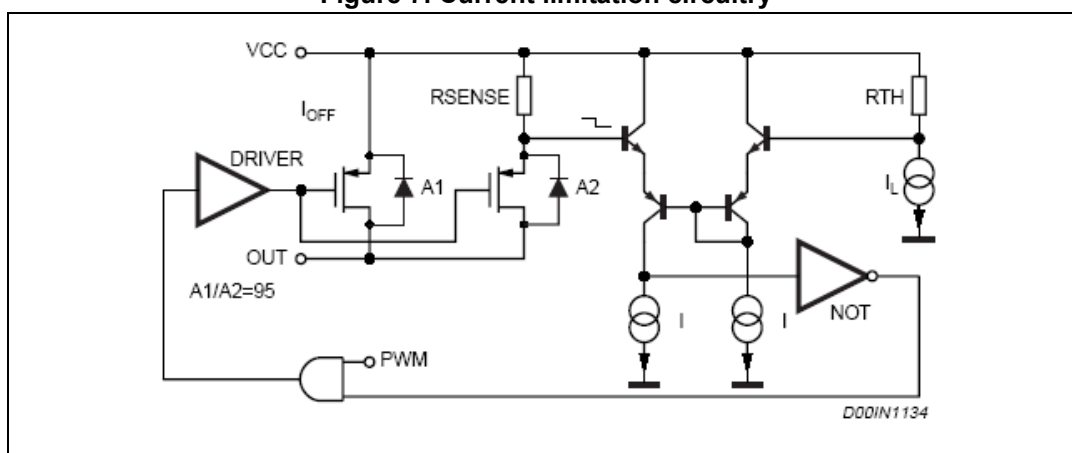 Figure 7. Current limitation circuitry
VCC
RSENSE
RTH
IOFF
DRIVER
A1
A2
IL
OUT
A1/A2=95
I
I
NOT
PWM
D00IN1134